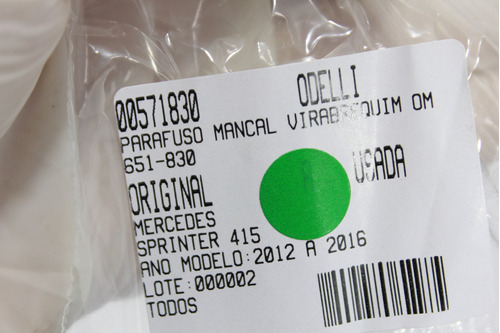 ODELLI
00571830
PARAFUSO MANCAL VIRABREQUIM OM
651-830
ORIGINAL USADA
MERCEDES
SPRINTER 415
ANO MODELO:2012 A 2016
LOTE:000002
TODOS